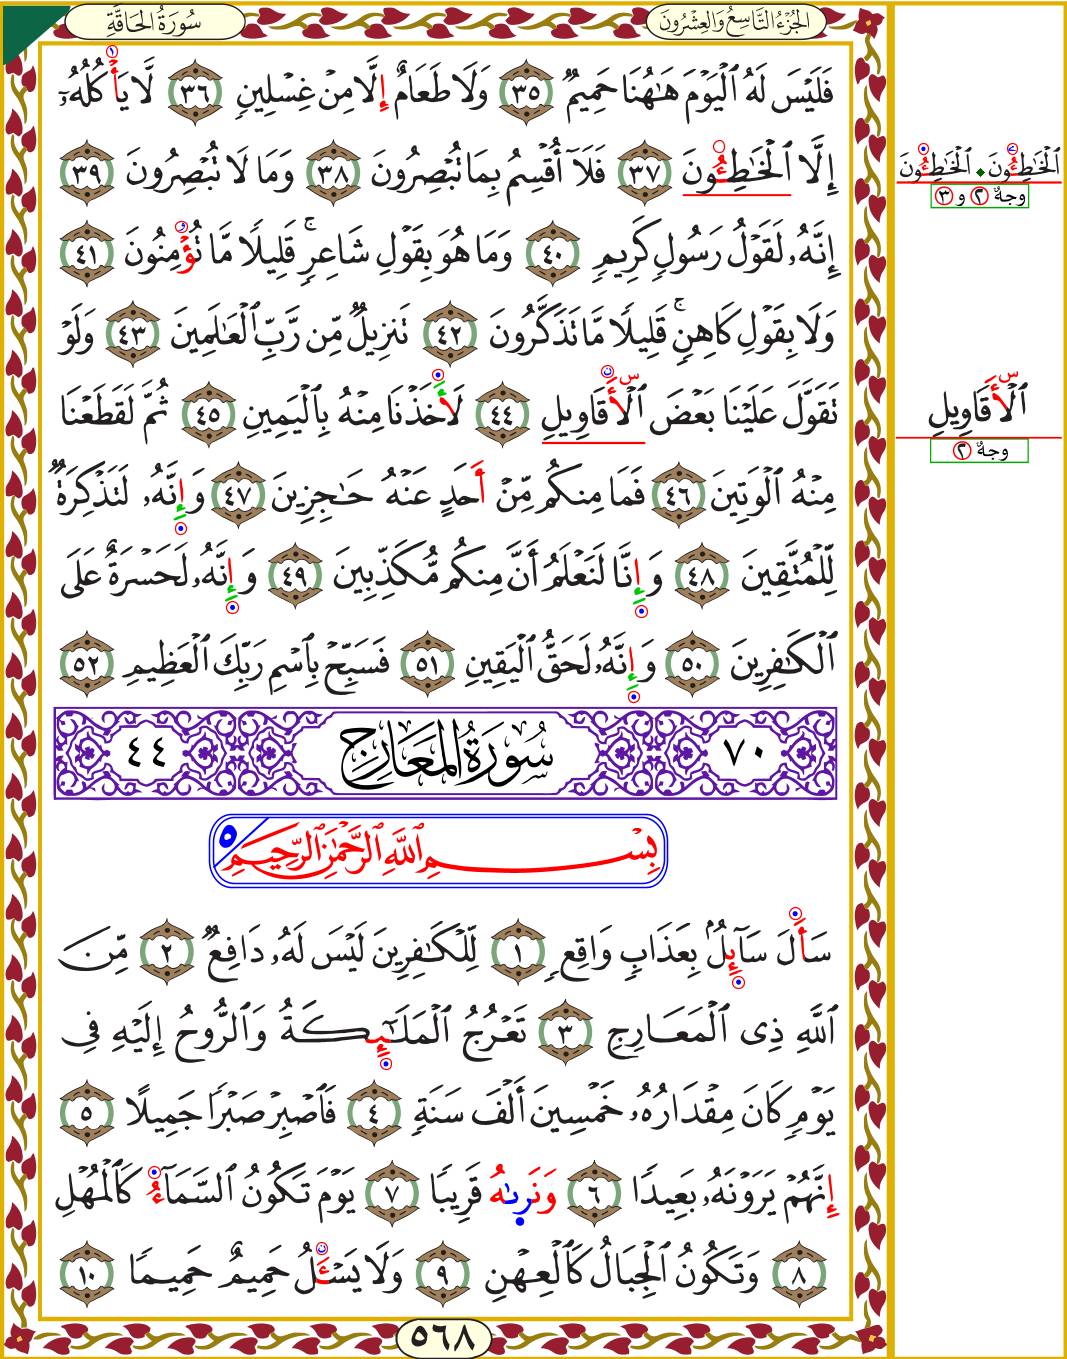 الجُزْءُ التَّاسِعُ وَالعِشْرُونَ
سُورَةُ الحَاقَّةِ
فَلَيْسَ لَهُ ٱلْيَوْمَ هَٰهُنَا حَمِيمٌ ٣٥ وَلَا طَعَامٌ إِلَّا مِنْ غِسْلِينٍ ٣٦ لَّا يَأْكُلُهُۥٓ
إِلَّا ٱلْخَٰطِـُٔونَ ٣٧ فَلَآ أُقْسِمُ بِمَا تُبْصِرُونَ ٣٨ وَمَا لَا تُبْصِرُونَ ٣٩
إِنَّهُۥ لَقَوْلُ رَسُولٍ كَرِيمٍ ٤٠ وَمَا هُوَ بِقَوْلِ شَاعِرٍ ۚ قَلِيلًا مَّا تُؤْمِنُونَ ٤١
وَلَا بِقَوْلِ كَاهِنٍ ۚ قَلِيلًا مَّا تَذَكَّرُونَ ٤٢ تَنزِيلٌ مِّن رَّبِّ ٱلْعَٰلَمِينَ ٤٣ وَلَوْ
تَقَوَّلَ عَلَيْنَا بَعْضَ ٱلْأَقَاوِيلِ ٤٤ لَأَخَذْنَا مِنْهُ بِٱلْيَمِينِ ٤٥ ثُمَّ لَقَطَعْنَا
مِنْهُ ٱلْوَتِينَ ٤٦ فَمَا مِنكُم مِّنْ أَحَدٍ عَنْهُ حَٰجِزِينَ ٤٧ وَإِنَّهُۥ لَتَذْكِرَةٌ
لِّلْمُتَّقِينَ ٤٨ وَإِنَّا لَنَعْلَمُ أَنَّ مِنكُم مُّكَذِّبِينَ ٤٩ وَإِنَّهُۥ لَحَسْرَةٌ عَلَى
ٱلْكَٰفِرِينَ ٥٠ وَإِنَّهُۥ لَحَقُّ ٱلْيَقِينِ ٥١ فَسَبِّحْ بِٱسْمِ رَبِّكَ ٱلْعَظِيمِ ٥٢
٧٠ سُورَةُ المَعَارِجِ ٤٤
بِسْمِ ٱللَّهِ ٱلرَّحْمَٰنِ ٱلرَّحِيمِ ٥
سَأَلَ سَآئِلٌۢ بِعَذَابٍ وَاقِعٍ ١ لِّلْكَٰفِرِينَ لَيْسَ لَهُۥ دَافِعٌ ٢ مِّنَ
ٱللَّهِ ذِى ٱلْمَعَارِجِ ٣ تَعْرُجُ ٱلْمَلَٰٓئِكَةُ وَٱلرُّوحُ إِلَيْهِ فِى
يَوْمٍ كَانَ مِقْدَارُهُۥ خَمْسِينَ أَلْفَ سَنَةٍ ٤ فَٱصْبِرْ صَبْرًا جَمِيلًا ٥
إِنَّهُمْ يَرَوْنَهُۥ بَعِيدًا ٦ وَنَرَىٰهُ قَرِيبًا ٧ يَوْمَ تَكُونُ ٱلسَّمَآءُ كَٱلْمُهْلِ
٨ وَتَكُونُ ٱلْجِبَالُ كَٱلْعِهْنِ ٩ وَلَا يَسْـَٔلُ حَمِيمٌ حَمِيمًا ١٠
٥٦٨
ٱلْخَٰطِـُٔونَ ۰ ٱلْخَٰطِـُٔونَ
وجهٌ ٢ و ٣
ٱلْأَقَاوِيلِ
وجهٌ ٢